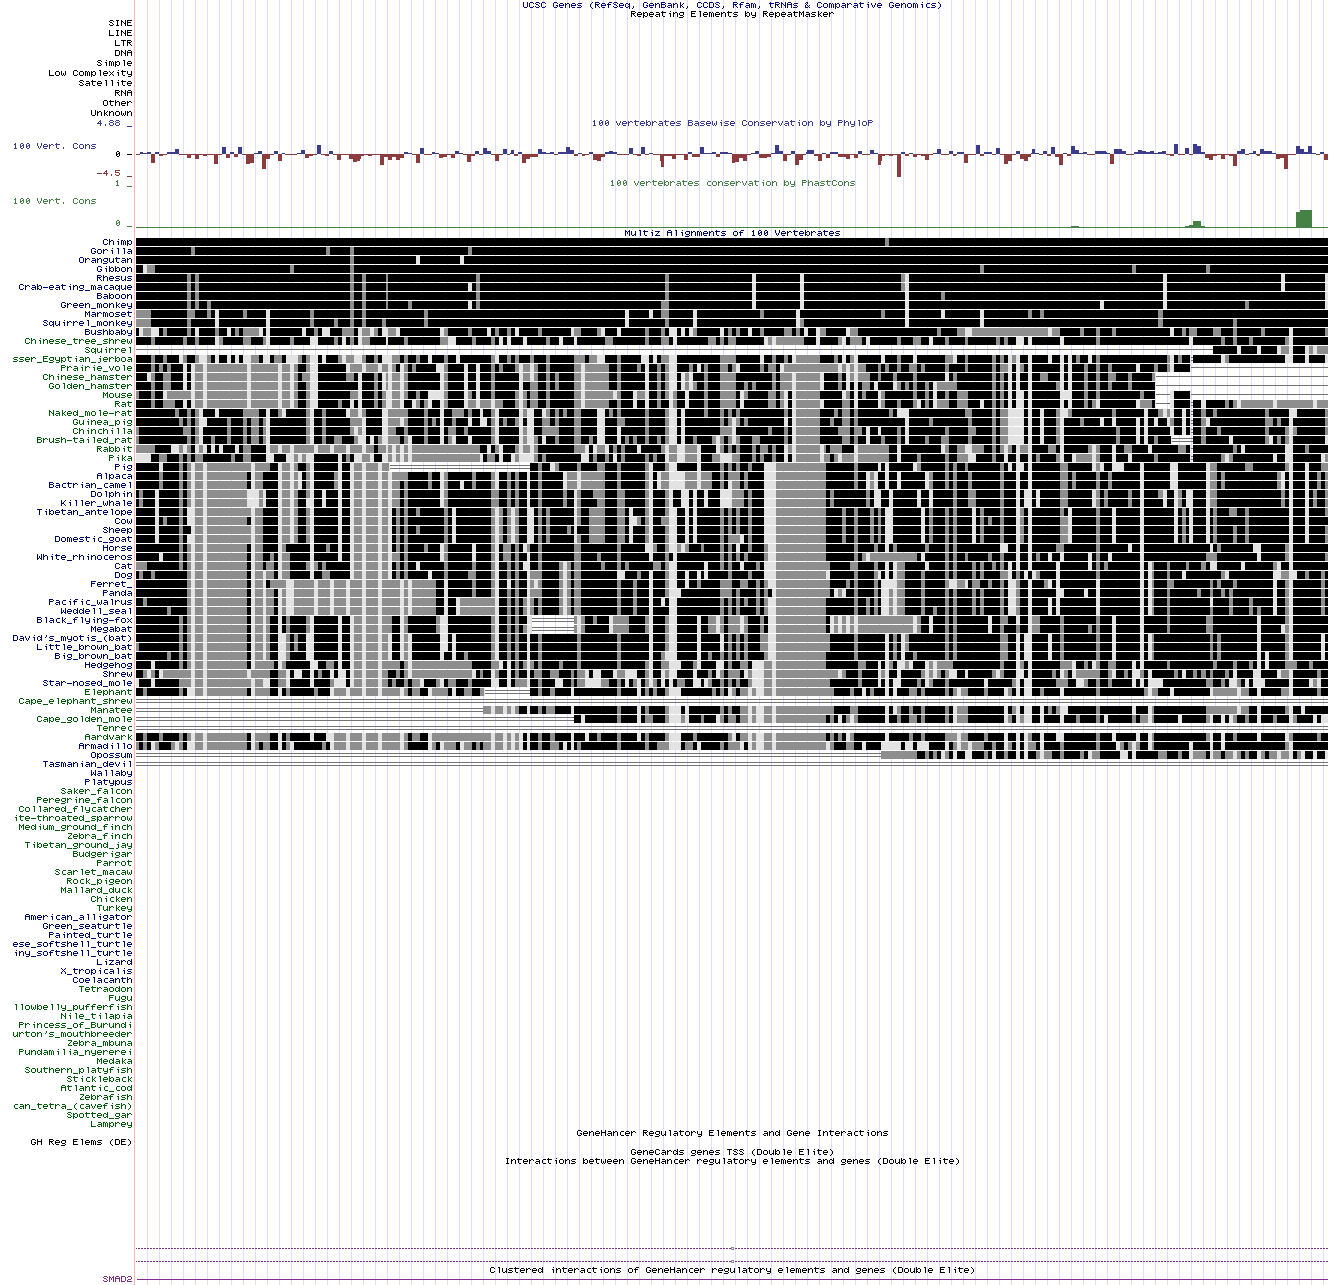 UCSC Genes (RefSeq, GenBank, CCDS, Rfam, tRNAs & Comparative Genomics)
Repeating Elements by RepeatMasker
SINE
LINE
LTR
DNA
Simple
Low Complexity
Satellite
RNA
Other
Unknown
100 vertebrates Basewise Conservation by PhyloP
4.88 _
100 Vert. Cons
0 -
-4.5 _
100 vertebrates conservation by PhastCons
1 _
100 Vert. Cons
0 _
Multiz Alignments of 100 Vertebrates
Chimp
Gorilla
Orangutan
Gibbon
Rhesus
Crab-eating_macaque
Baboon
Green_monkey
Marmoset
Squirrel_monkey
Bushbaby
Chinese_tree_shrew
Squirrel
sser_Egyptian_jerboa
Prairie_vole
Chinese_hamster
Golden_hamster
Mouse
Rat
Naked_mole-rat
Guinea_pig
Chinchilla
Brush-tailed_rat
Rabbit
Pika
Pig
Alpaca
Bactrian_camel
Dolphin
Killer_whale
Tibetan_antelope
Cow
Sheep
Domestic_goat
Horse
White_rhinoceros
Cat
Dog
Ferret_
Panda
Pacific_walrus
Weddell_seal
Black_flying-fox
Megabat
David's_myotis_(bat)
Little_brown_bat
Big_brown_bat
Hedgehog
Shrew
Star-nosed_mole
Elephant
Cape_elephant_shrew
Manatee
Cape_golden_mole
Tenrec
Aardvark
Armadillo
Opossum
Tasmanian_devil
Wallaby
Platypus
Saker_falcon
Peregrine_falcon
Collared_flycatcher
ite-throated_sparrow
Medium_ground_finch
Zebra_finch
Tibetan_ground_jay
Budgerigar
Parrot
Scarlet_macaw
Rock_pigeon
Mallard_duck
Chicken
Turkey
American_alligator
Green_seaturtle
Painted_turtle
ese_softshell_turtle
iny_softshell_turtle
Lizard
X_tropicalis
Coelacanth
Tetraodon
Fugu
llowbelly_pufferfish
Nile_tilapia
Princess_of_Burundi
urton's_mouthbreeder
Zebra_mbuna
Pundamilia_nyererei
Medaka
Southern_platyfish
Stickleback
Atlantic_cod
Zebrafish
can_tetra_(cavefish)
Spotted_gar
Lamprey
GeneHancer Regulatory Elements and Gene Interactions
GH Reg Elems (DE)
GeneCards genes TSS (Double Elite)
Interactions between GeneHancer regulatory elements and genes (Double Elite)
Clustered interactions of GeneHancer regulatory elements and genes (Double Elite)
SMAD2